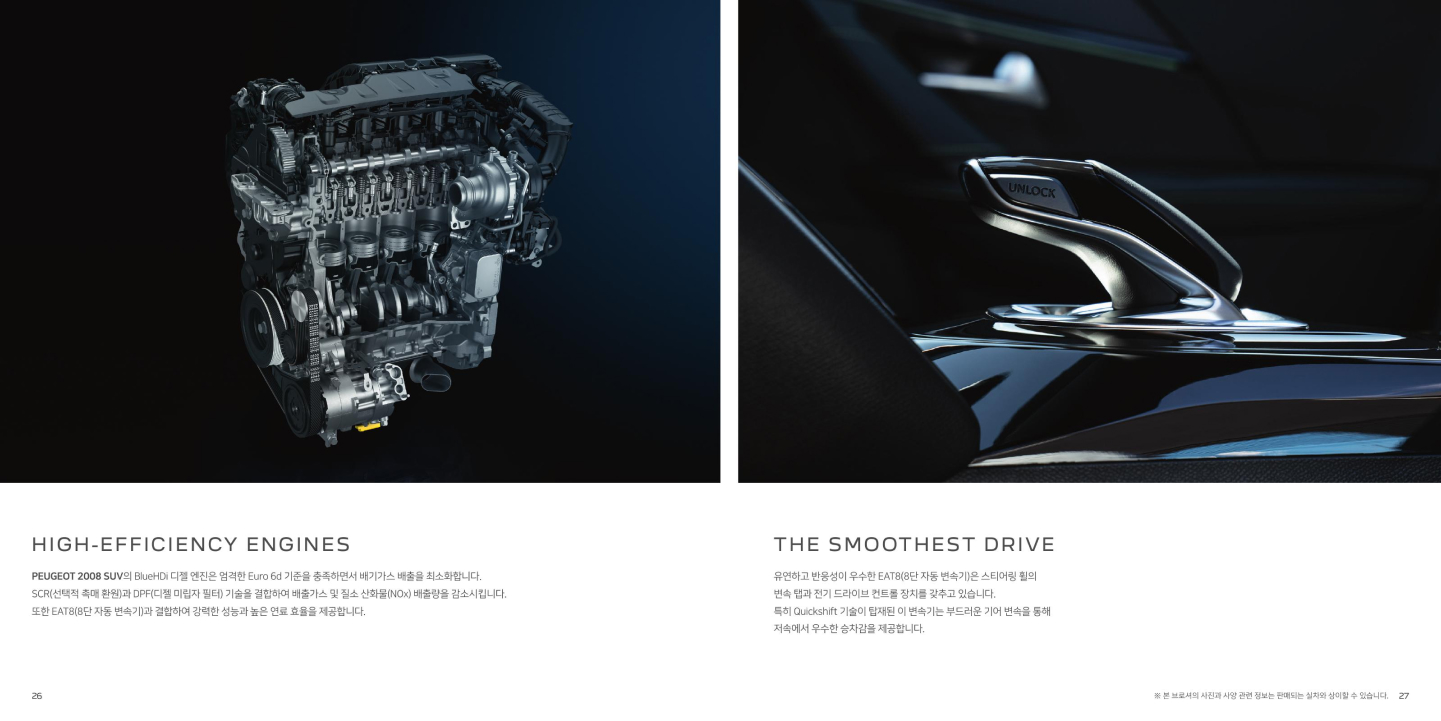 UNLOCK
HIGH-EFFICIENCY ENGINES
PEUGEOT 2008 SUV의 BlueHDi 디젤 엔진은 엄격한 Euro 6d 기준을 충족하면서 배기가스 배출을 최소화합니다.
SCR(선택적 촉매 환원)과 DPF(디젤 미립자 필터) 기술을 결합하여 배출가스 및 질소 산화물(NOx) 배출량을 감소시킵니다.
또한 EAT8(8단 자동 변속기)과 결합하여 강력한 성능과 높은 연료 효율을 제공합니다.
26
THE SMOOTHEST DRIVE
유연하고 반응성이 우수한 EAT8(8단 자동 변속기)은 스티어링 휠의
변속 탭과 전기 드라이브 컨트롤 장치를 갖추고 있습니다.
특히 Quickshift 기술이 탑재된 이 변속기는 부드러운 기어 변속을 통해
저속에서 우수한 승차감을 제공합니다.
※ 본 브로셔의 사진과 사양 관련 정보는 판매되는 실차와 상이할 수 있습니다. 27